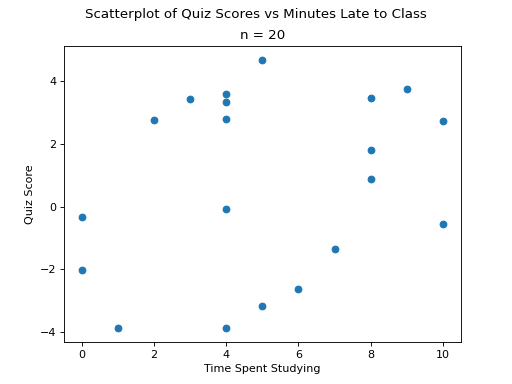 Scatterplot of Quiz Scores vs Minutes Late to Class
n = 20
4
2
0
−2
−4
Quiz Score
0 2 4 6 8 10
Time Spent Studying